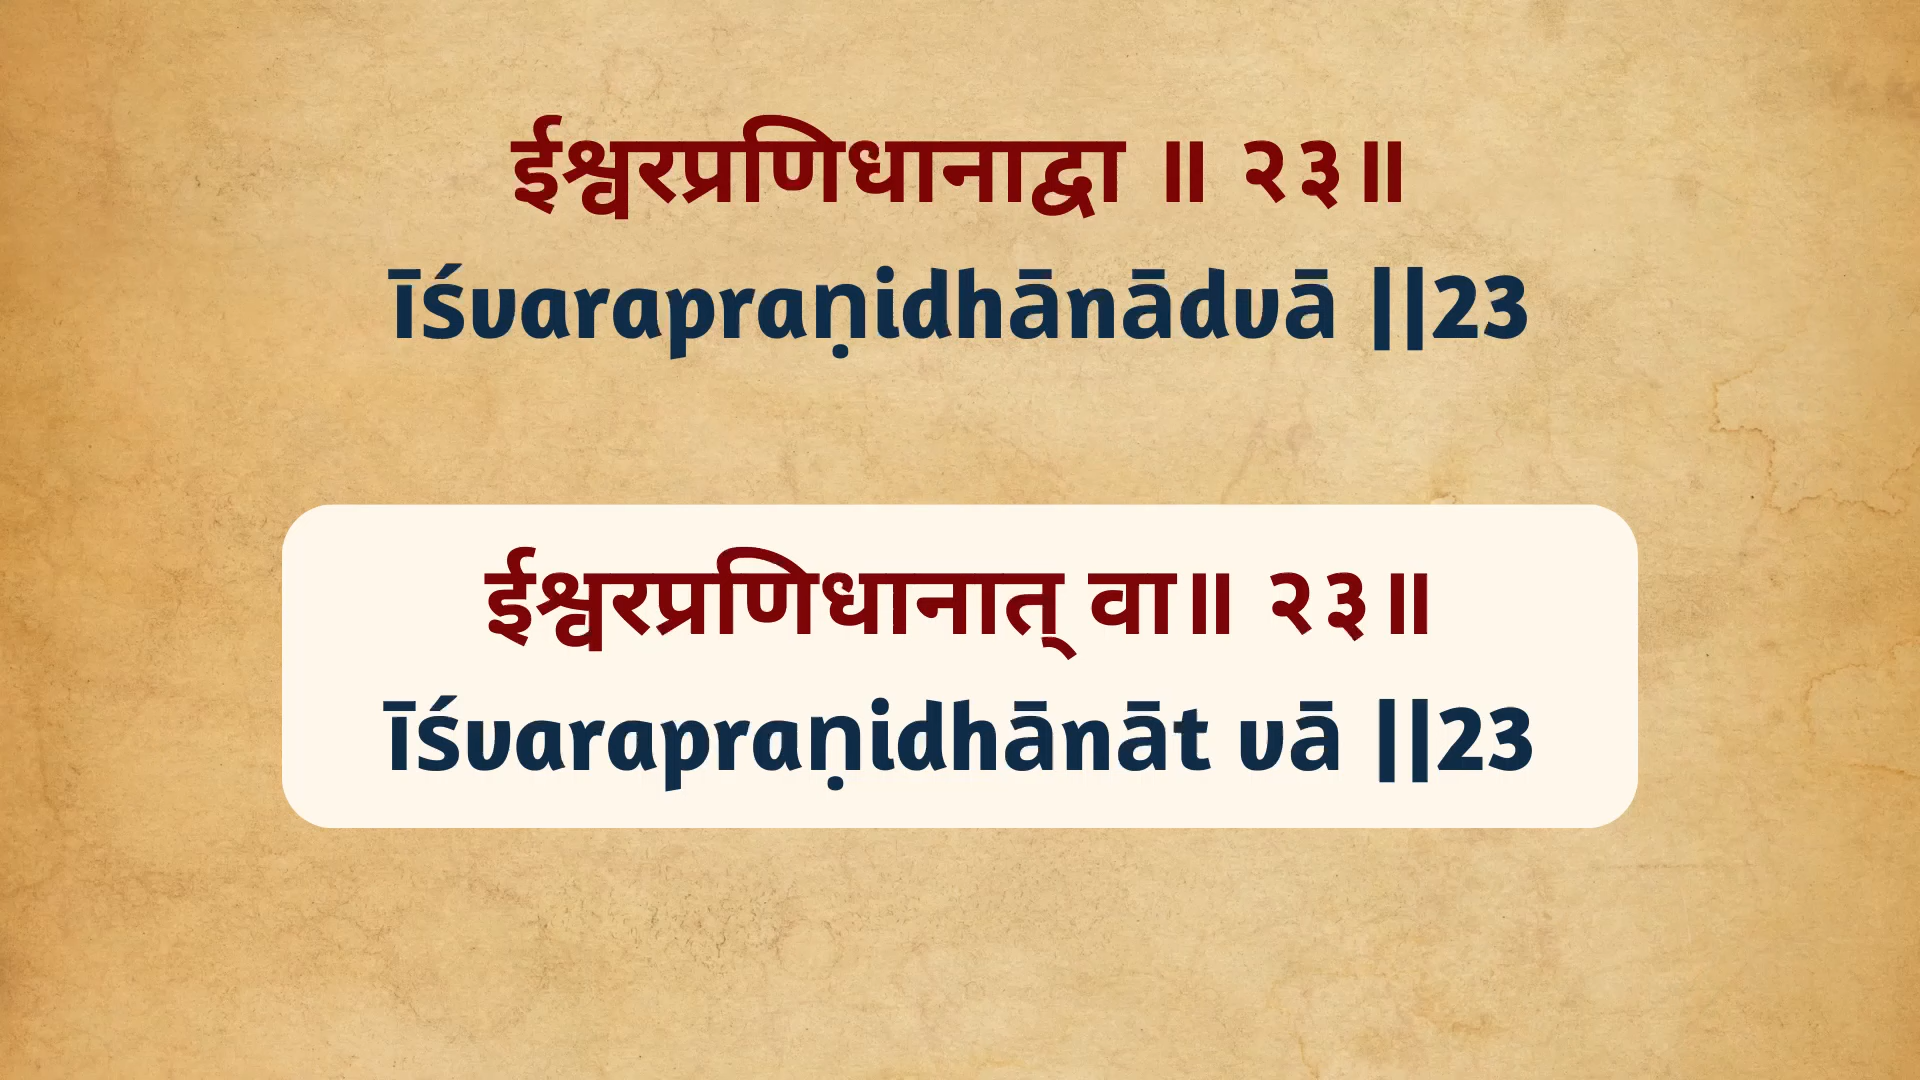 ईश्वरप्रणिधानाद्वा ॥ २३॥
īśvarapraṇidhānādvā ||23
ईश्वरप्रणिधानात् वा॥ २३॥
īśvarapraṇidhānāt vā ||23